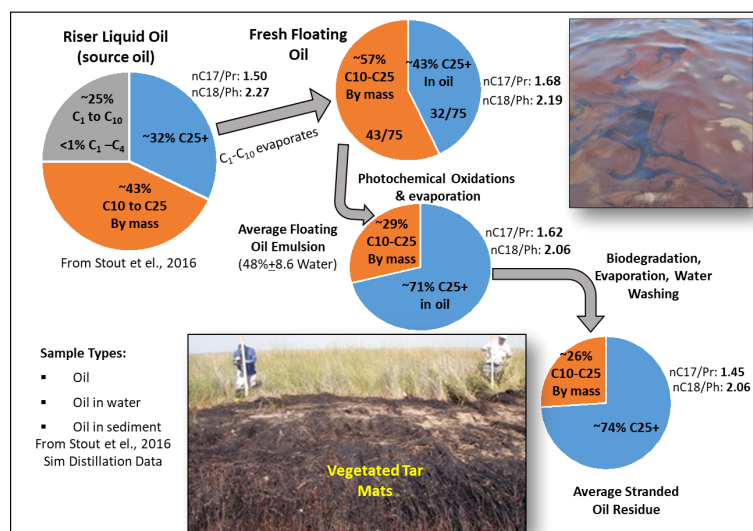 Riser Liquid Oil
(source oil)
~25%
C1 to C10
<1% C1 –C4
~32% C25+
~43%
C10 to C25
By mass
From Stout et el., 2016
nC17/Pr: 1.50
nC18/Ph: 2.27
C1-C10 evaporates
Fresh Floating
Oil
~57%
C10-C25
By mass
43/75
~43% C25+
In oil
32/75
nC17/Pr: 1.68
nC18/Ph: 2.19
Photochemical Oxidations
& evaporation
Average Floating
Oil Emulsion
(48%±8.6 Water)
~29%
C10-C25
By mass
~71% C25+
in oil
nC17/Pr: 1.62
nC18/Ph: 2.06
Biodegradation,
Evaporation, Water
Washing
~26%
C10-C25
By mass
~74% C25+
nC17/Pr: 1.45
nC18/Ph: 2.06
Average Stranded
Oil Residue
Sample Types:
▪ Oil
▪ Oil in water
▪ Oil in sediment
From Stout et el., 2016
Sim Distillation Data
Vegetated Tar
Mats